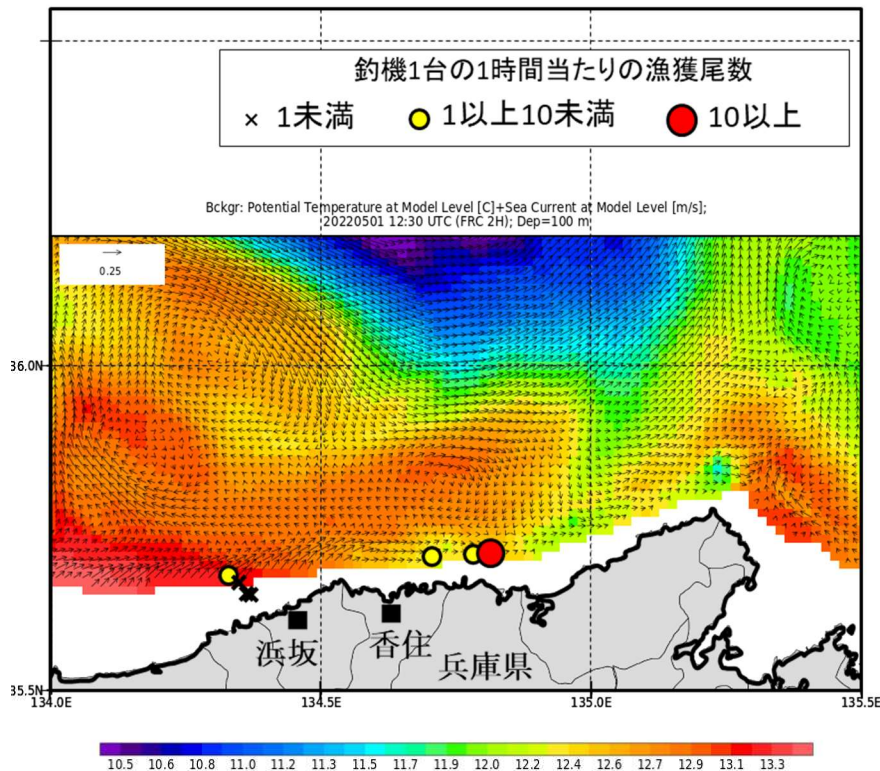 釣機1台の1時間当たりの漁獲尾数
× 1未満 1以上10未満 10以上
Bckgr: Potential Temperature at Model Level [C]+Sea Current at Model Level [m/s];
20220501 12:30 UTC (FRC 2H); Dep=100 m
0.25
36.0N
浜坂 香住 兵庫県
35.5N
134.0E 134.5E 135.0E 135.5E
10.5 10.6 10.8 11.0 11.2 11.3 11.5 11.7 11.9 12.0 12.2 12.4 12.6 12.7 12.9 13.1 13.3